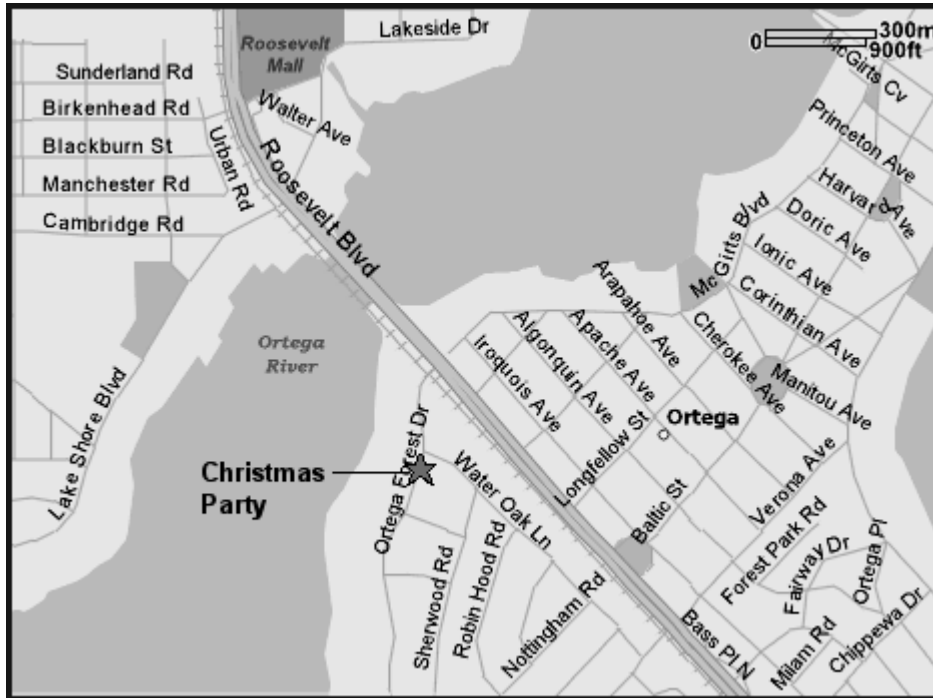 Lakeside Dr
300m
0
900ft
Roosevelt
Mall
McGirts Cv
Sunderland Rd
Birkenhead Rd
Walter Ave
Princeton Ave
Blackburn St
Urban Rd
Manchester Rd
Harvard Ave
Cambridge Rd
Roosevelt Blvd
McGirts Blvd
Doric Ave
Ionic Ave
Arapahoe Ave
Corinthian Ave
Ortega
River
Algonquin Ave
Apache Ave
Iroquois Ave
Cherokee Ave
Manitou Ave
Lake Shore Blvd
Ortega Forest Dr
Longfellow St
Ortega
Christmas
Party
Water Oak Ln
Baltic St
Verona Ave
Forest Park Rd
Fairway Dr
Ortega Pl
Sherwood Rd
Robin Hood Rd
Nottingham Rd
Bass Pl N
Milam Rd
Chippewa Dr